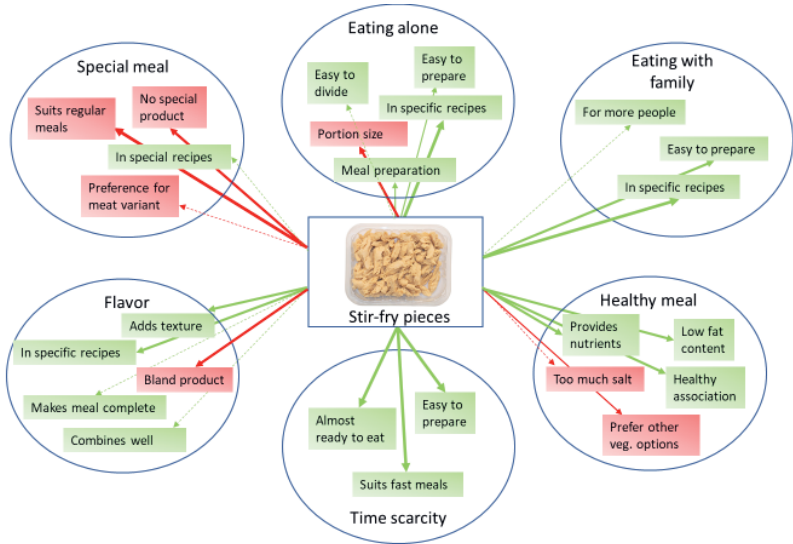 Special meal
Suits regular
meals
No special
product
In special recipes
Preference for
meat variant
Eating alone
Easy to
divide
Easy to
prepare
In specific recipes
Portion size
Meal preparation
Eating with
family
For more people
Easy to prepare
In specific recipes
Stir-fry pieces
Flavor
Adds texture
In specific recipes
Bland product
Makes meal complete
Combines well
Almost
ready to eat
Easy to
prepare
Suits fast meals
Time scarcity
Healthy meal
Provides
nutrients
Low fat
content
Too much salt
Healthy
association
Prefer other
veg. options